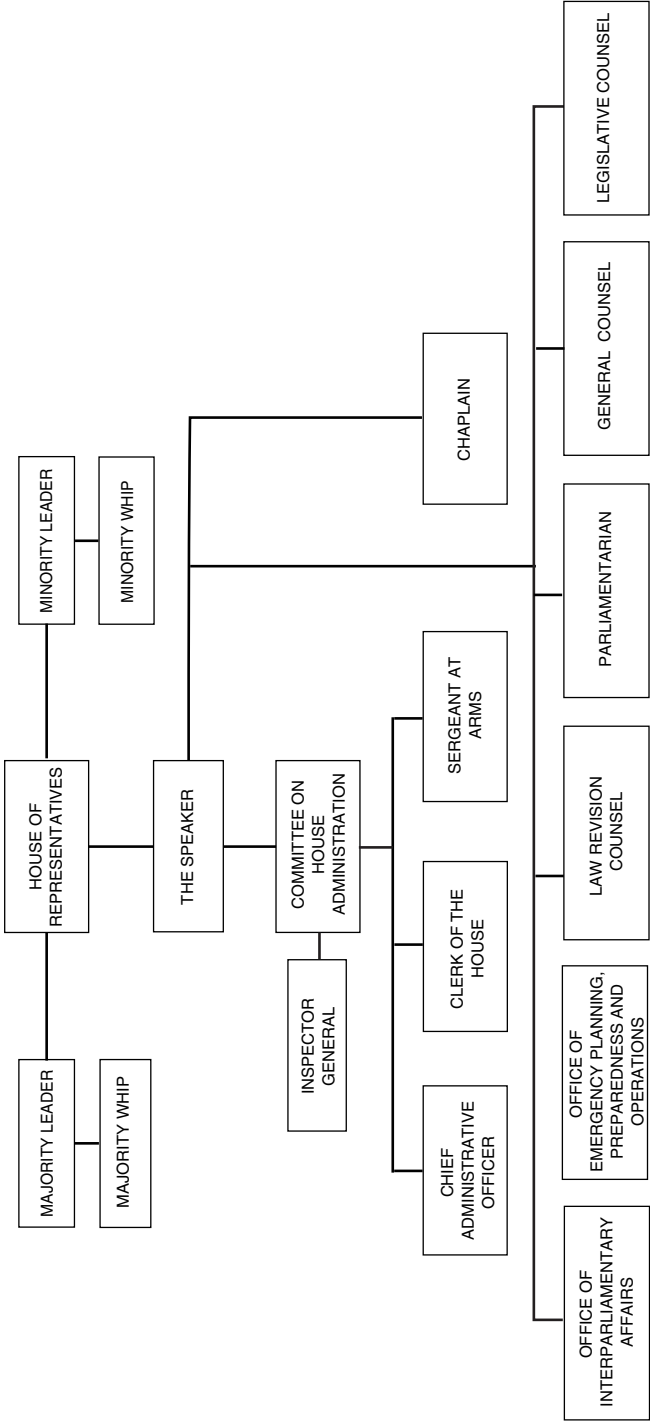 HOUSE OF
REPRESENTATIVES
MAJORITY LEADER
MAJORITY WHIP
MINORITY LEADER
MINORITY WHIP
THE SPEAKER
COMMITTEE ON
HOUSE
ADMINISTRATION
INSPECTOR
GENERAL
CHIEF
ADMINISTRATIVE
OFFICER
CLERK OF THE
HOUSE
SERGEANT AT
ARMS
CHAPLAIN
OFFICE OF
INTERPARLIAMENTARY
AFFAIRS
OFFICE OF
EMERGENCY PLANNING,
PREPAREDNESS AND
OPERATIONS
LAW REVISION
COUNSEL
PARLIAMENTARIAN
GENERAL COUNSEL
LEGISLATIVE COUNSEL